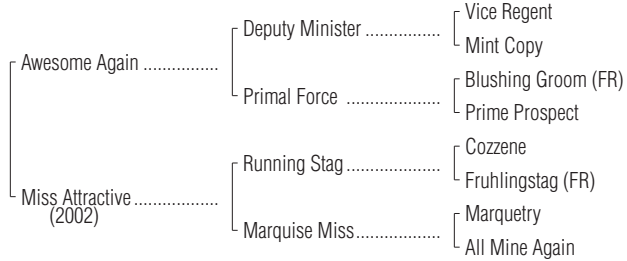 Vice Regent
Deputy Minister ..................
Mint Copy
Awesome Again ................
Blushing Groom (FR)
Primal Force ......................
Prime Prospect
Cozzene
Running Stag......................
Fruhlingstag (FR)
Miss Attractive..................
(2002)
Marquetry
Marquise Miss....................
All Mine Again